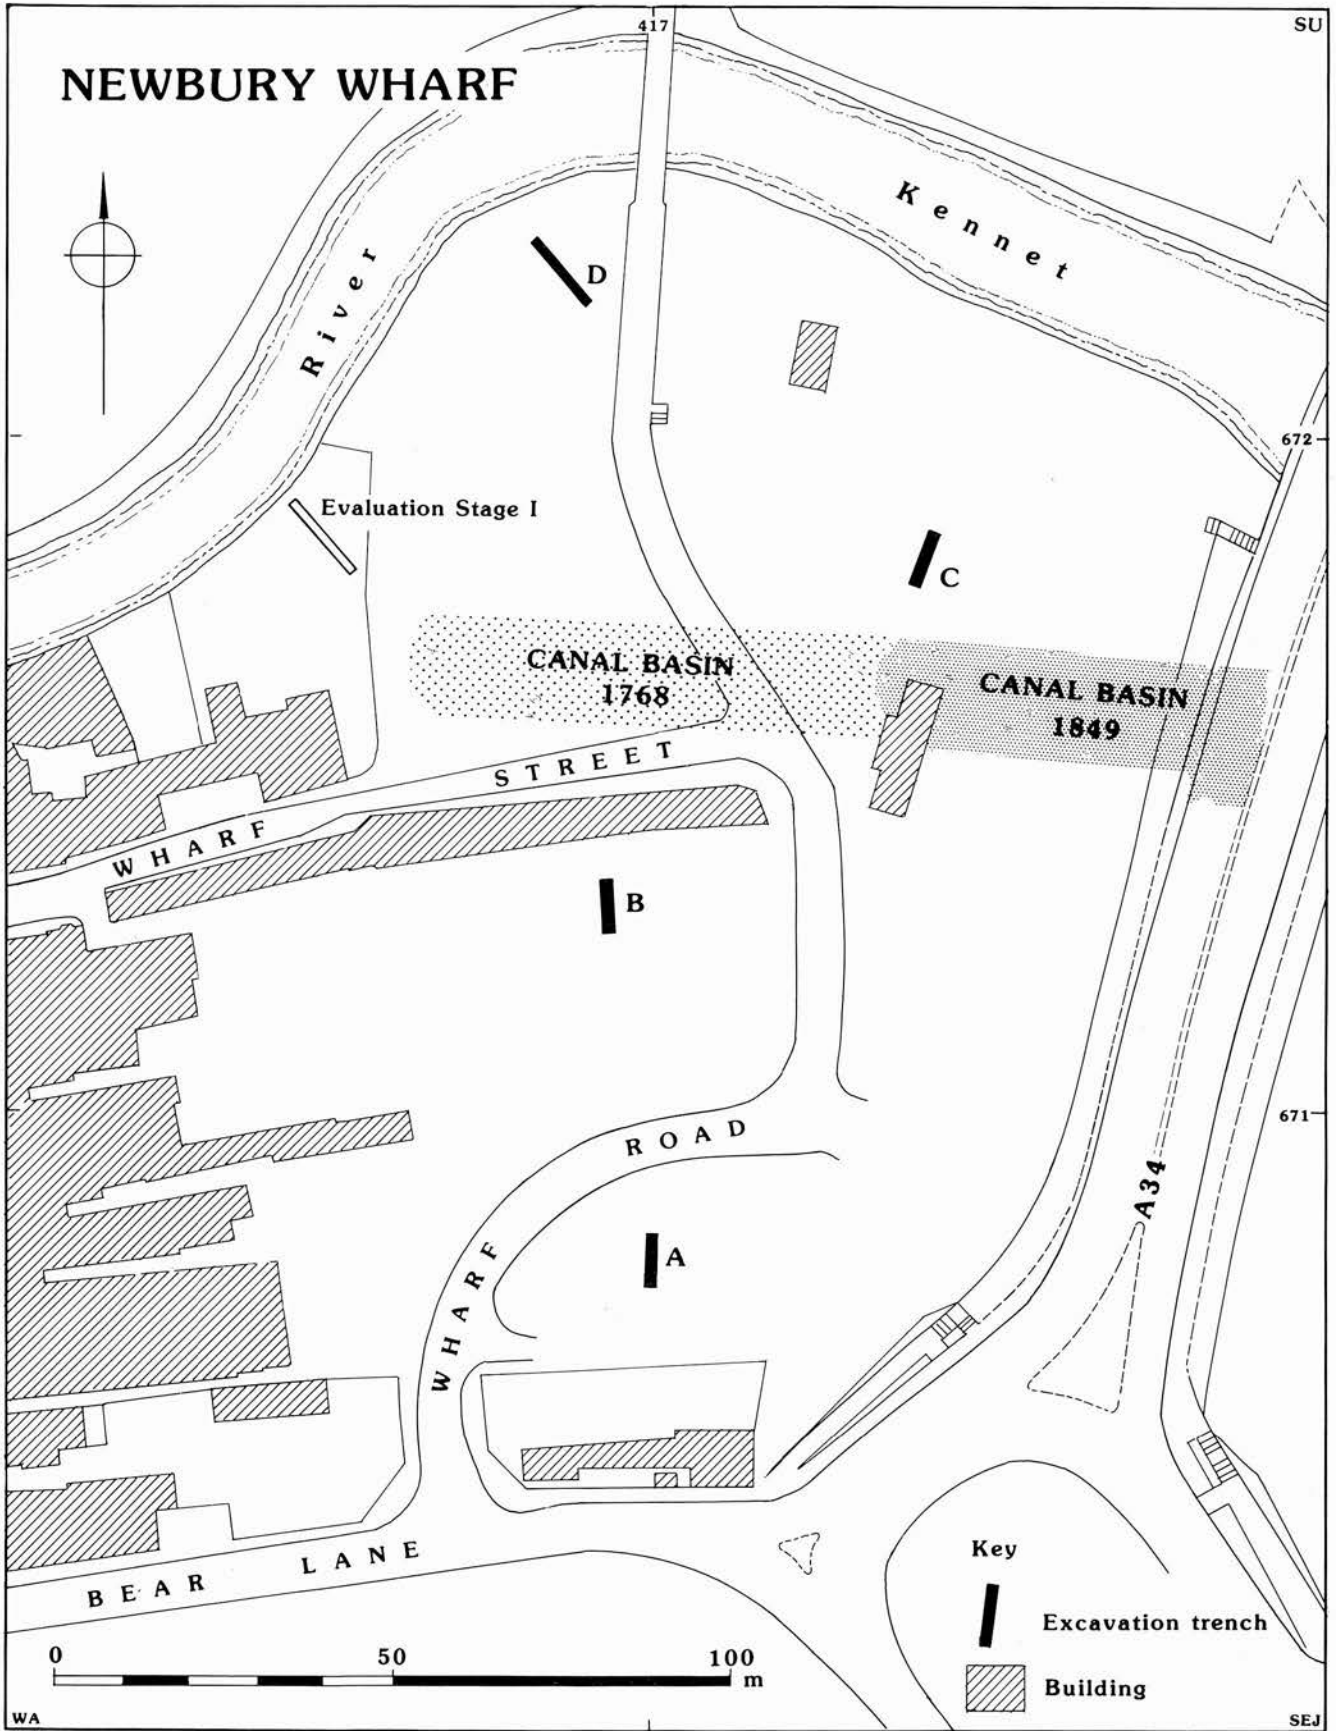 417
SU
NEWBURY WHARF
Kennet
River
D
672
Evaluation Stage I
C
CANAL BASIN
1768
CANAL BASIN
1849
WHARF STREET
B
671
WHARF ROAD
A34
A
BEAR LANE
Key
Excavation trench
Building
0 50 100 m
WA
SEJ